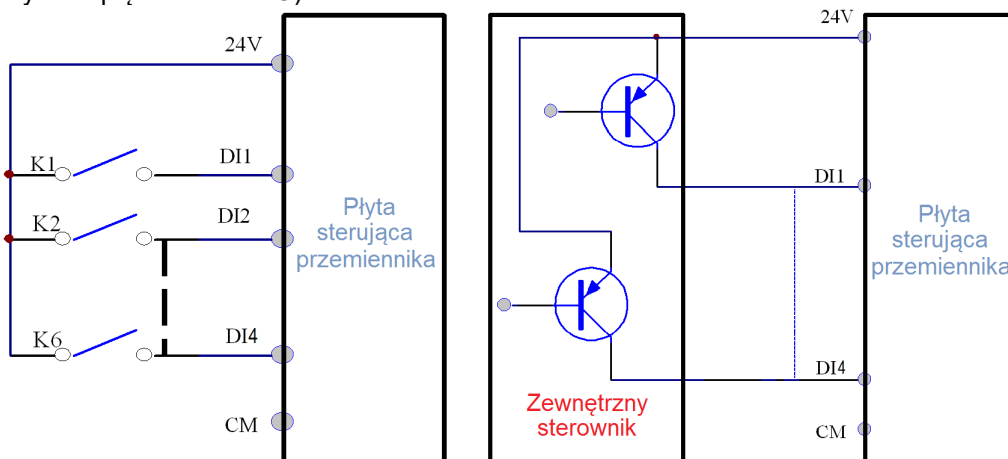 24V
K1
DI1
K2
DI2
K6
DI4
CM
Płyta
sterująca
przemiennika
24V
DI1
DI4
CM
Zewnętrzny
sterownik
Płyta
sterująca
przemiennika